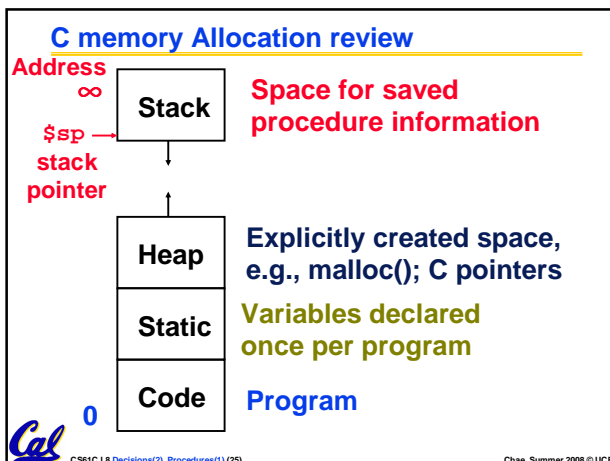 C memory Allocation review
Address
∞
Stack
Space for saved
procedure information
$sp
stack
pointer
Heap
Explicitly created space,
e.g., malloc(); C pointers
Static
Variables declared
once per program
Code
Program
0
Cal
CS61C L8 Decisions(2), Procedures(1) (25)
Chae, Summer 2008 © UCB